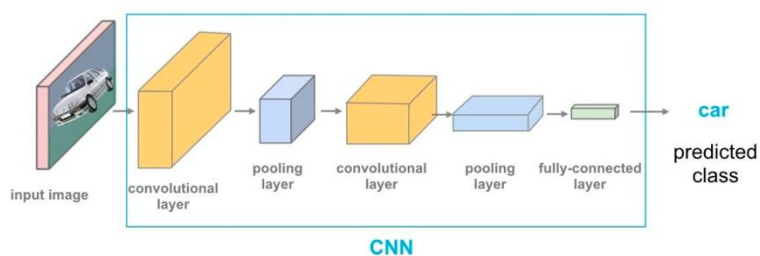 input image
convolutional
layer
pooling
layer
convolutional
layer
pooling
layer
fully-connected
layer
car
predicted
class
CNN